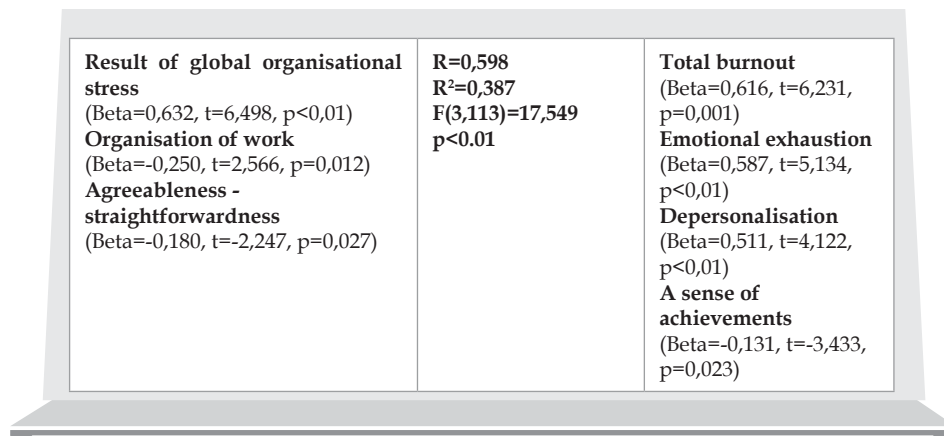 Result of global organisational
stress
(Beta=0,632, t=6,498, p<0,01)
Organisation of work
(Beta=-0,250, t=2,566, p=0,012)
Agreeableness -
straightforwardness
(Beta=-0,180, t=-2,247, p=0,027)
R=0,598
R²=0,387
F(3,113)=17,549
p<0.01
Total burnout
(Beta=0,616, t=6,231,
p=0,001)
Emotional exhaustion
(Beta=0,587, t=5,134,
p<0,01)
Depersonalisation
(Beta=0,511, t=4,122,
p<0,01)
A sense of
achievements
(Beta=-0,131, t=-3,433,
p=0,023)